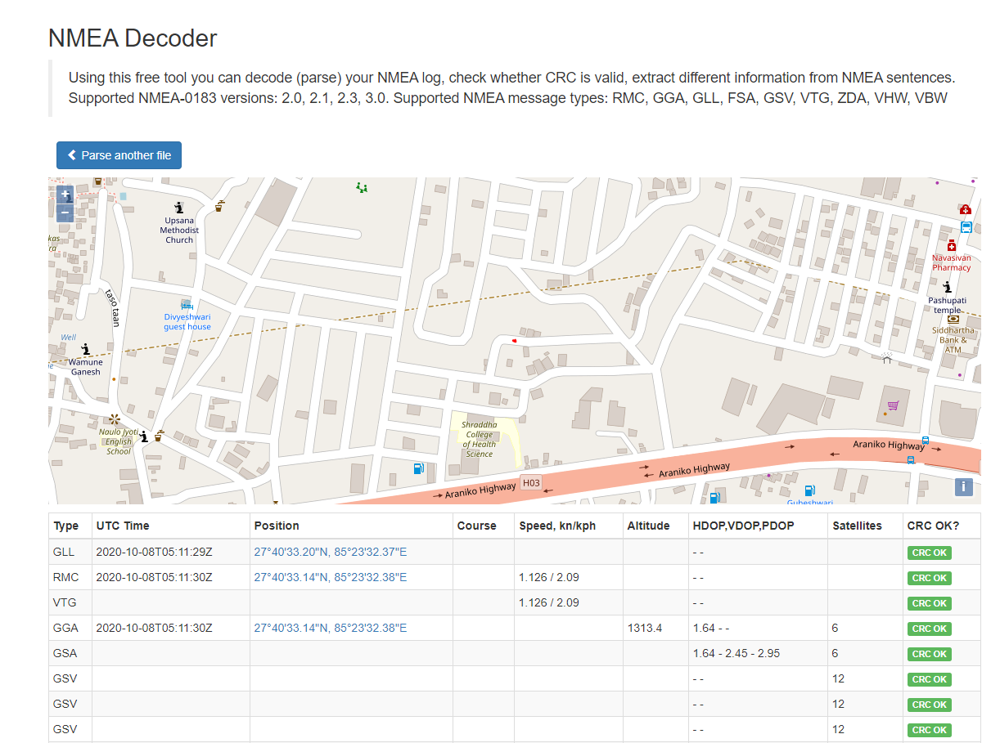 NMEA Decoder
Using this free tool you can decode (parse) your NMEA log, check whether CRC is valid, extract different information from NMEA sentences.
Supported NMEA-0183 versions: 2.0, 2.1, 2.3, 3.0. Supported NMEA message types: RMC, GGA, GLL, FSA, GSV, VTG, ZDA, VHW, VBW
Parse another file
+
−
Upsana
Methodist
Church
kas
ra
Navasivan
Pharmacy
Pashupati
temple
taso taan
Divyeshwari
guest house
Siddhartha
Bank &
ATM
Well
Wamune
Ganesh
Naulo Jyoti
English
School
Shraddha
College
of Health
Science
Araniko Highway
Araniko Highway
H03
Araniko Highway
i
Gubeshwari
Type UTC Time Position Course Speed, kn/kph Altitude HDOP,VDOP,PDOP Satellites CRC OK?
GLL 2020-10-08T05:11:29Z 27°40'33.20"N, 85°23'32.37"E - - CRC OK
RMC 2020-10-08T05:11:30Z 27°40'33.14"N, 85°23'32.38"E 1.126 / 2.09 - - CRC OK
VTG 1.126 / 2.09 - - CRC OK
GGA 2020-10-08T05:11:30Z 27°40'33.14"N, 85°23'32.38"E 1313.4 1.64 - - 6 CRC OK
GSA 1.64 - 2.45 - 2.95 6 CRC OK
GSV - - 12 CRC OK
GSV - - 12 CRC OK
GSV - - 12 CRC OK